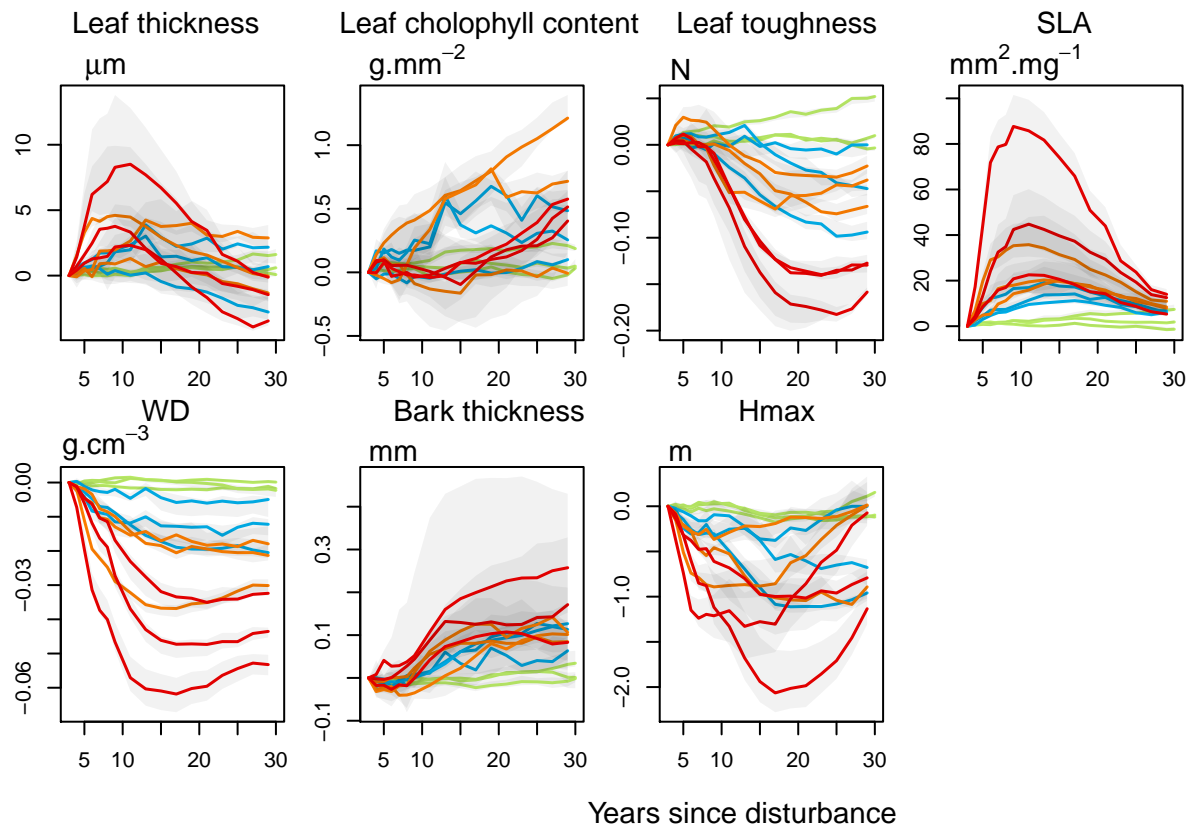 Leaf thickness Leaf cholophyll content Leaf toughness SLA
μm g.mm−2 N mm2.mg−1
10
5
0
5 10 20 30
1.0
0.5
0.0
−0.5
5 10 20 30
0.00
−0.10
−0.20
5 10 20 30
80
60
40
20
0
5 10 20 30
WD Bark thickness Hmax
g.cm−3 mm m
0.00
−0.03
−0.06
5 10 20 30
0.3
0.1
−0.1
5 10 20 30
0.0
−1.0
−2.0
5 10 20 30
Years since disturbance